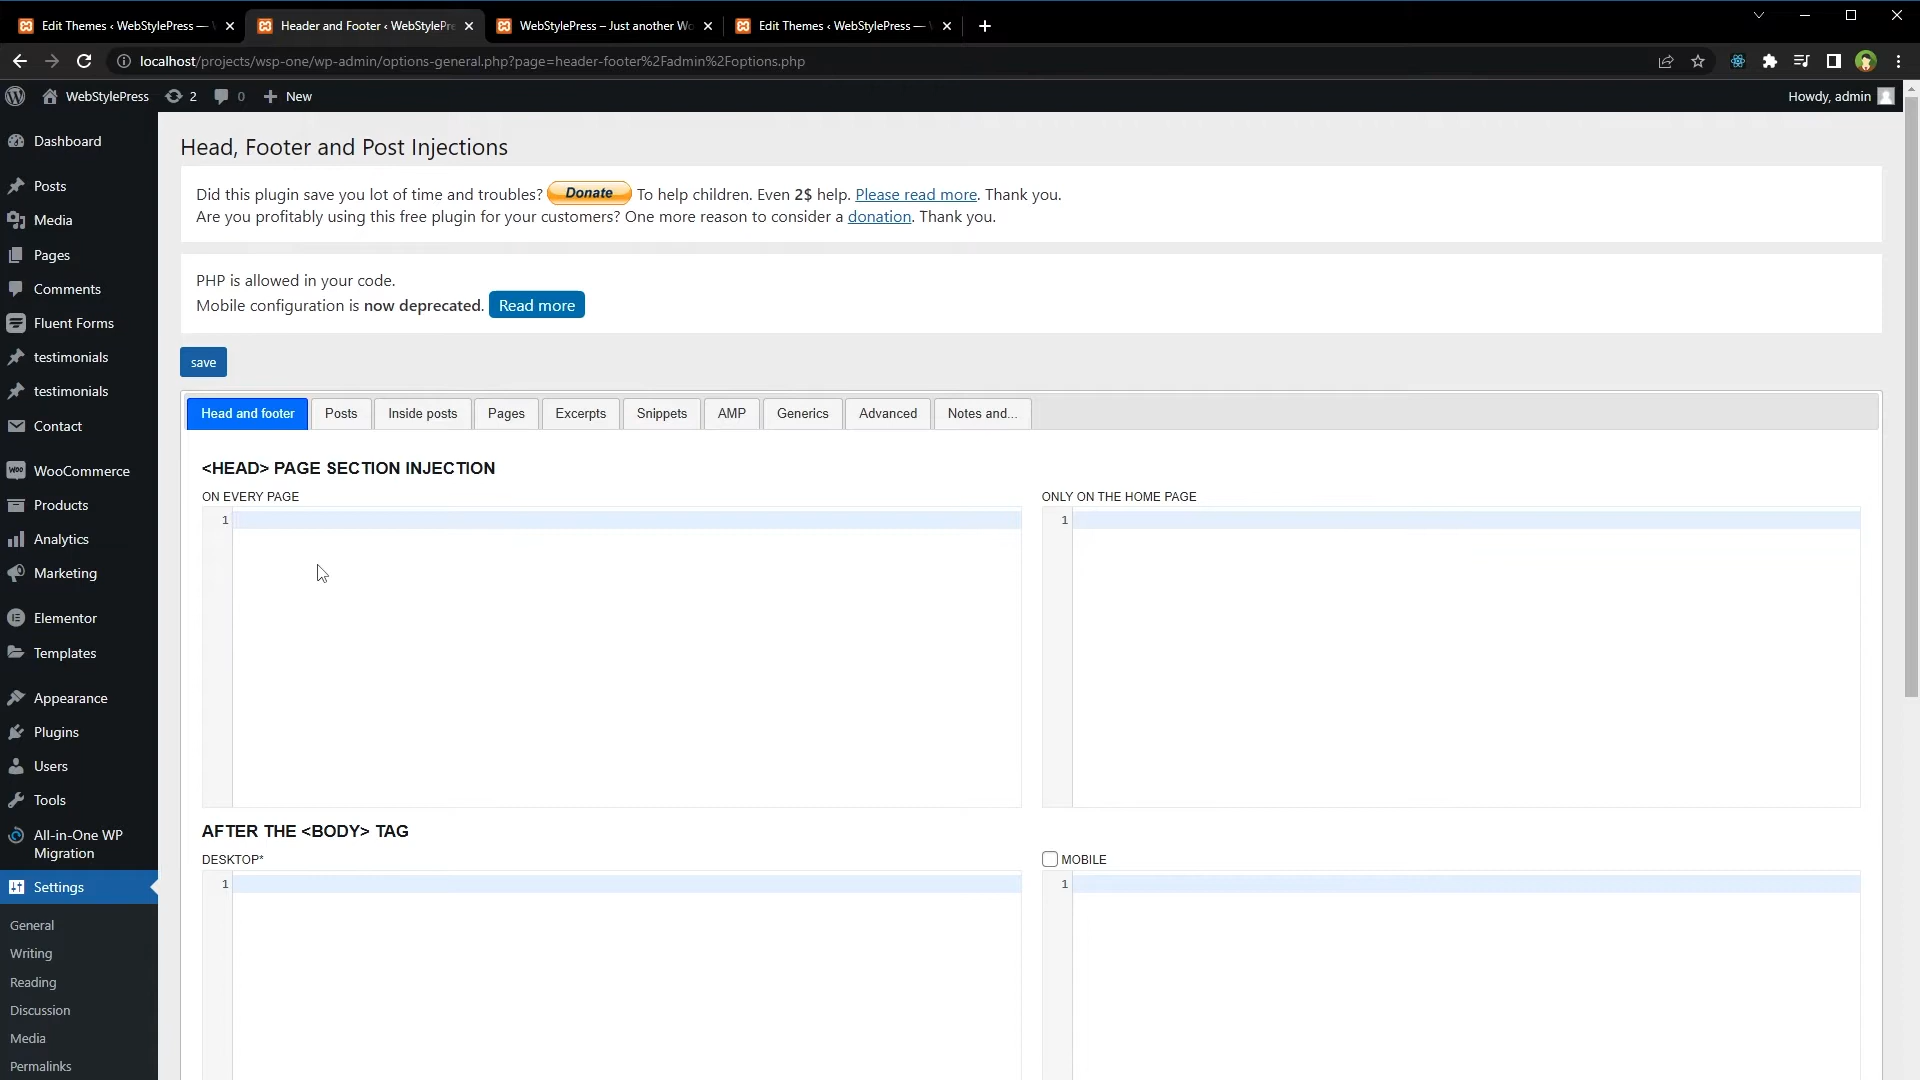 Edit Themes ‹ WebStylePress —
Header and Footer ‹ WebStylePre
WebStylePress – Just another Wo
Edit Themes ‹ WebStylePress —
localhost/projects/wsp-one/wp-admin/options-general.php?page=header-footer%2Fadmin%2Foptions.php
WebStylePress 2 0 New Howdy, admin
Dashboard
Posts
Media
Pages
Comments
Fluent Forms
testimonials
testimonials
Contact
WooCommerce
Products
Analytics
Marketing
Elementor
Templates
Appearance
Plugins
Users
Tools
All-in-One WP
Migration
Settings
General
Writing
Reading
Discussion
Media
Permalinks
Head, Footer and Post Injections
Did this plugin save you lot of time and troubles? Donate To help children. Even 2$ help. Please read more. Thank you.
Are you profitably using this free plugin for your customers? One more reason to consider a donation. Thank you.
PHP is allowed in your code.
Mobile configuration is now deprecated. Read more
save
Head and footer Posts Inside posts Pages Excerpts Snippets AMP Generics Advanced Notes and...
<HEAD> PAGE SECTION INJECTION
ON EVERY PAGE
1
ONLY ON THE HOME PAGE
1
AFTER THE <BODY> TAG
DESKTOP*
1
MOBILE
1